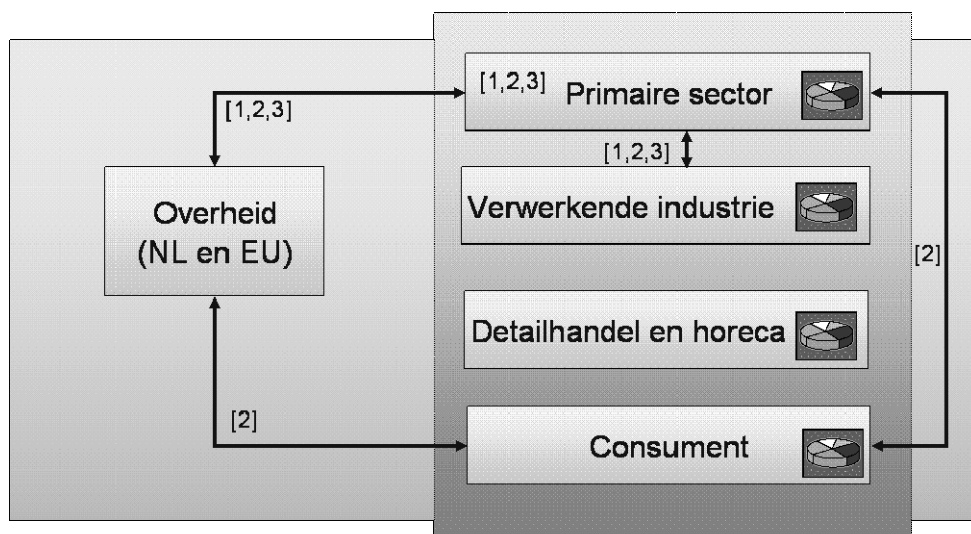 [1,2,3] Primaire sector
[1,2,3]
[1,2,3]
Overheid
(NL en EU)
Verwerkende industrie
[2]
Detailhandel en horeca
[2]
Consument